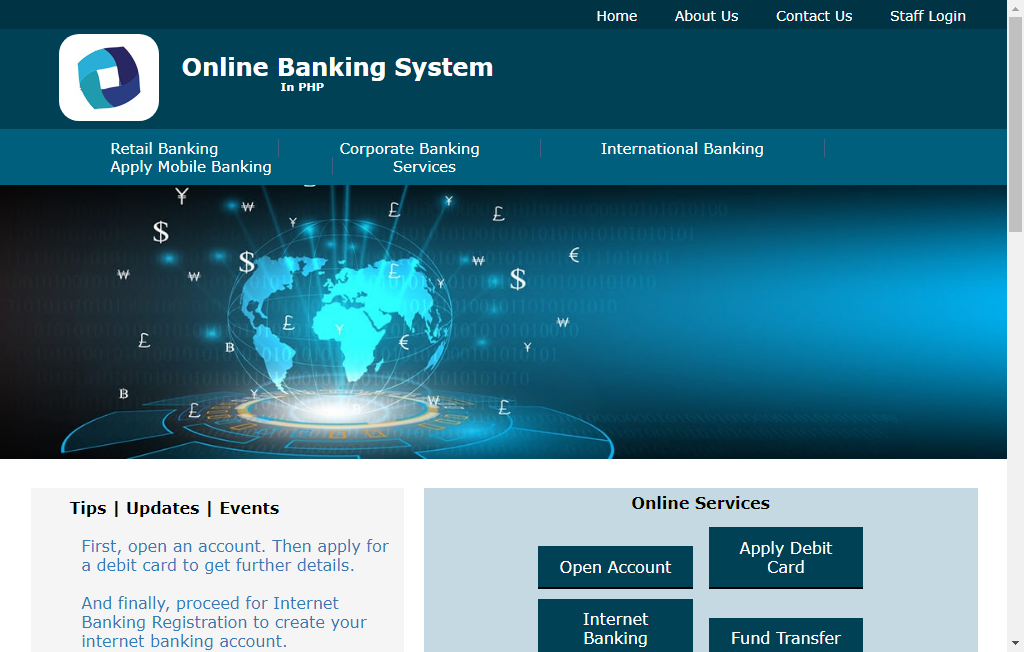 Home About Us Contact Us Staff Login
Online Banking System
In PHP
Retail Banking Corporate Banking International Banking
Apply Mobile Banking Services
Tips | Updates | Events
First, open an account. Then apply for
a debit card to get further details.
And finally, proceed for Internet
Banking Registration to create your
internet banking account.
Online Services
Open Account
Apply Debit
Card
Internet
Banking
Fund Transfer